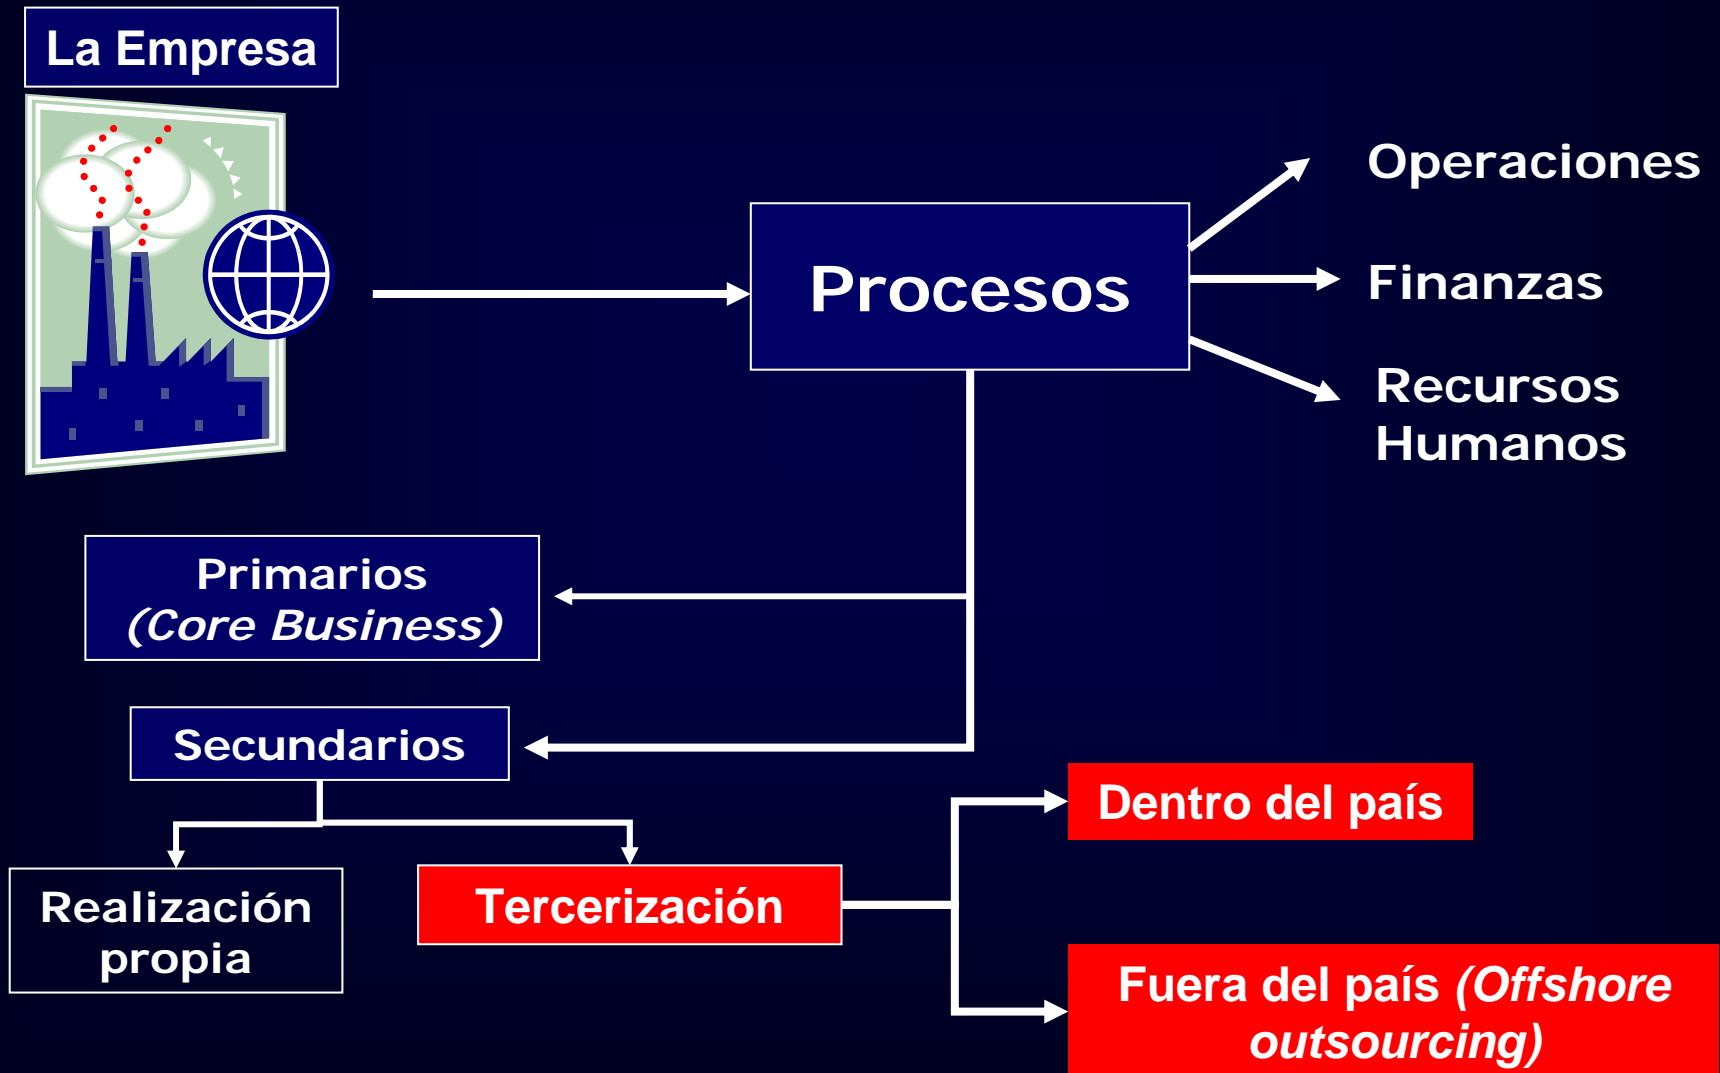 La Empresa
Operaciones
Procesos
Finanzas
Recursos
Humanos
Primarios
(Core Business)
Secundarios
Dentro del país
Realización
propia
Tercerización
Fuera del país (Offshore
outsourcing)